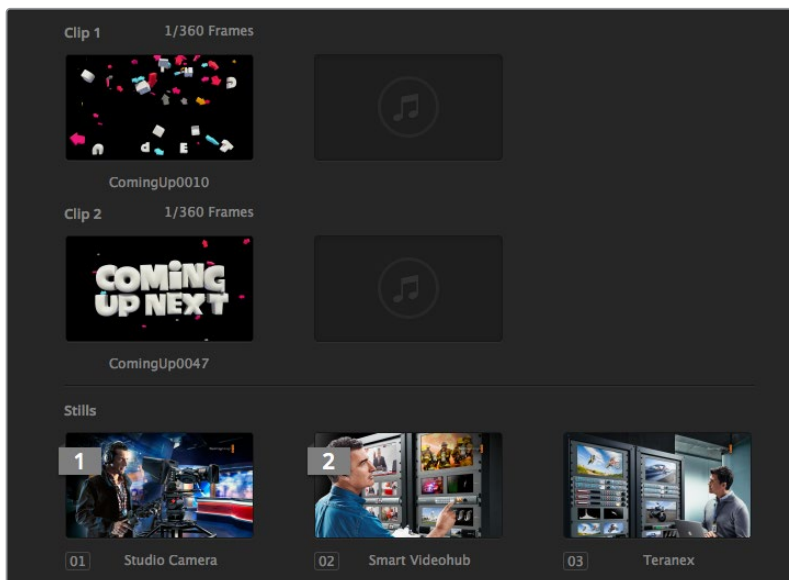 Clip 1 1/360 Frames
ComingUp0010
Clip 2 1/360 Frames
COMiNG
UP NEXT
ComingUp0047
Stills
1 2
01 Studio Camera 02 Smart Videohub 03 Teranex